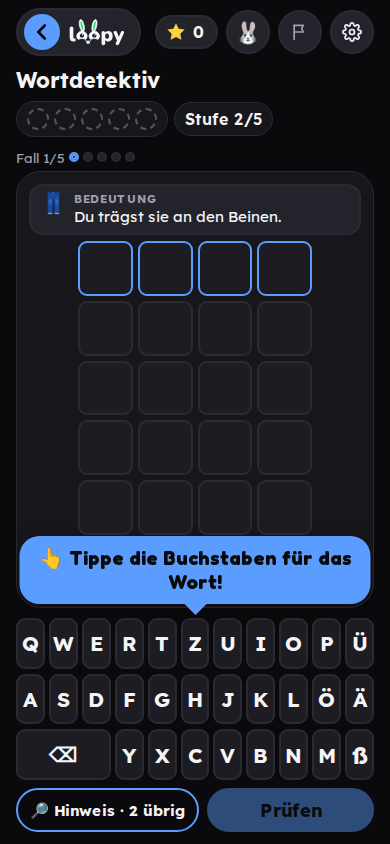 loopy
0
Wortdetektiv
Stufe 2/5
Fall 1/5
BEDEUTUNG
Du trägst sie an den Beinen.
👆 Tippe die Buchstaben für das
Wort!
Q W E R T Z U I O P Ü
A S D F G H J K L Ö Ä
⌫ Y X C V B N M ß
🔎 Hinweis · 2 übrig
Prüfen